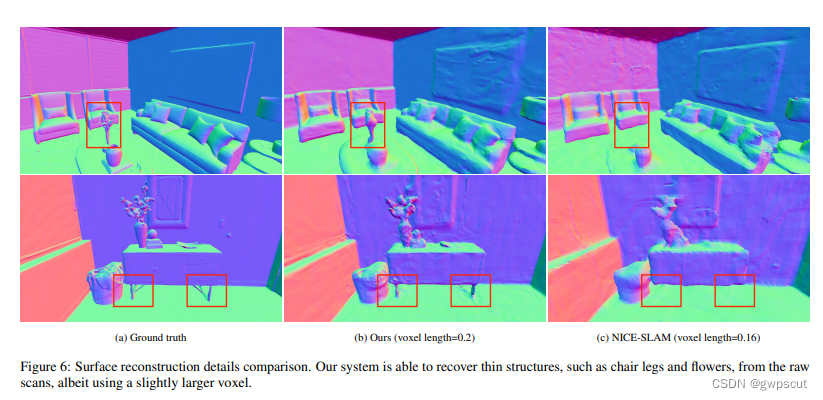 (a) Ground truth
(b) Ours (voxel length=0.2)
(c) NICE-SLAM (voxel length=0.16)
Figure 6: Surface reconstruction details comparison. Our system is able to recover thin structures, such as chair legs and flowers, from the raw
scans, albeit using a slightly larger voxel.
CSDN @gwpscut